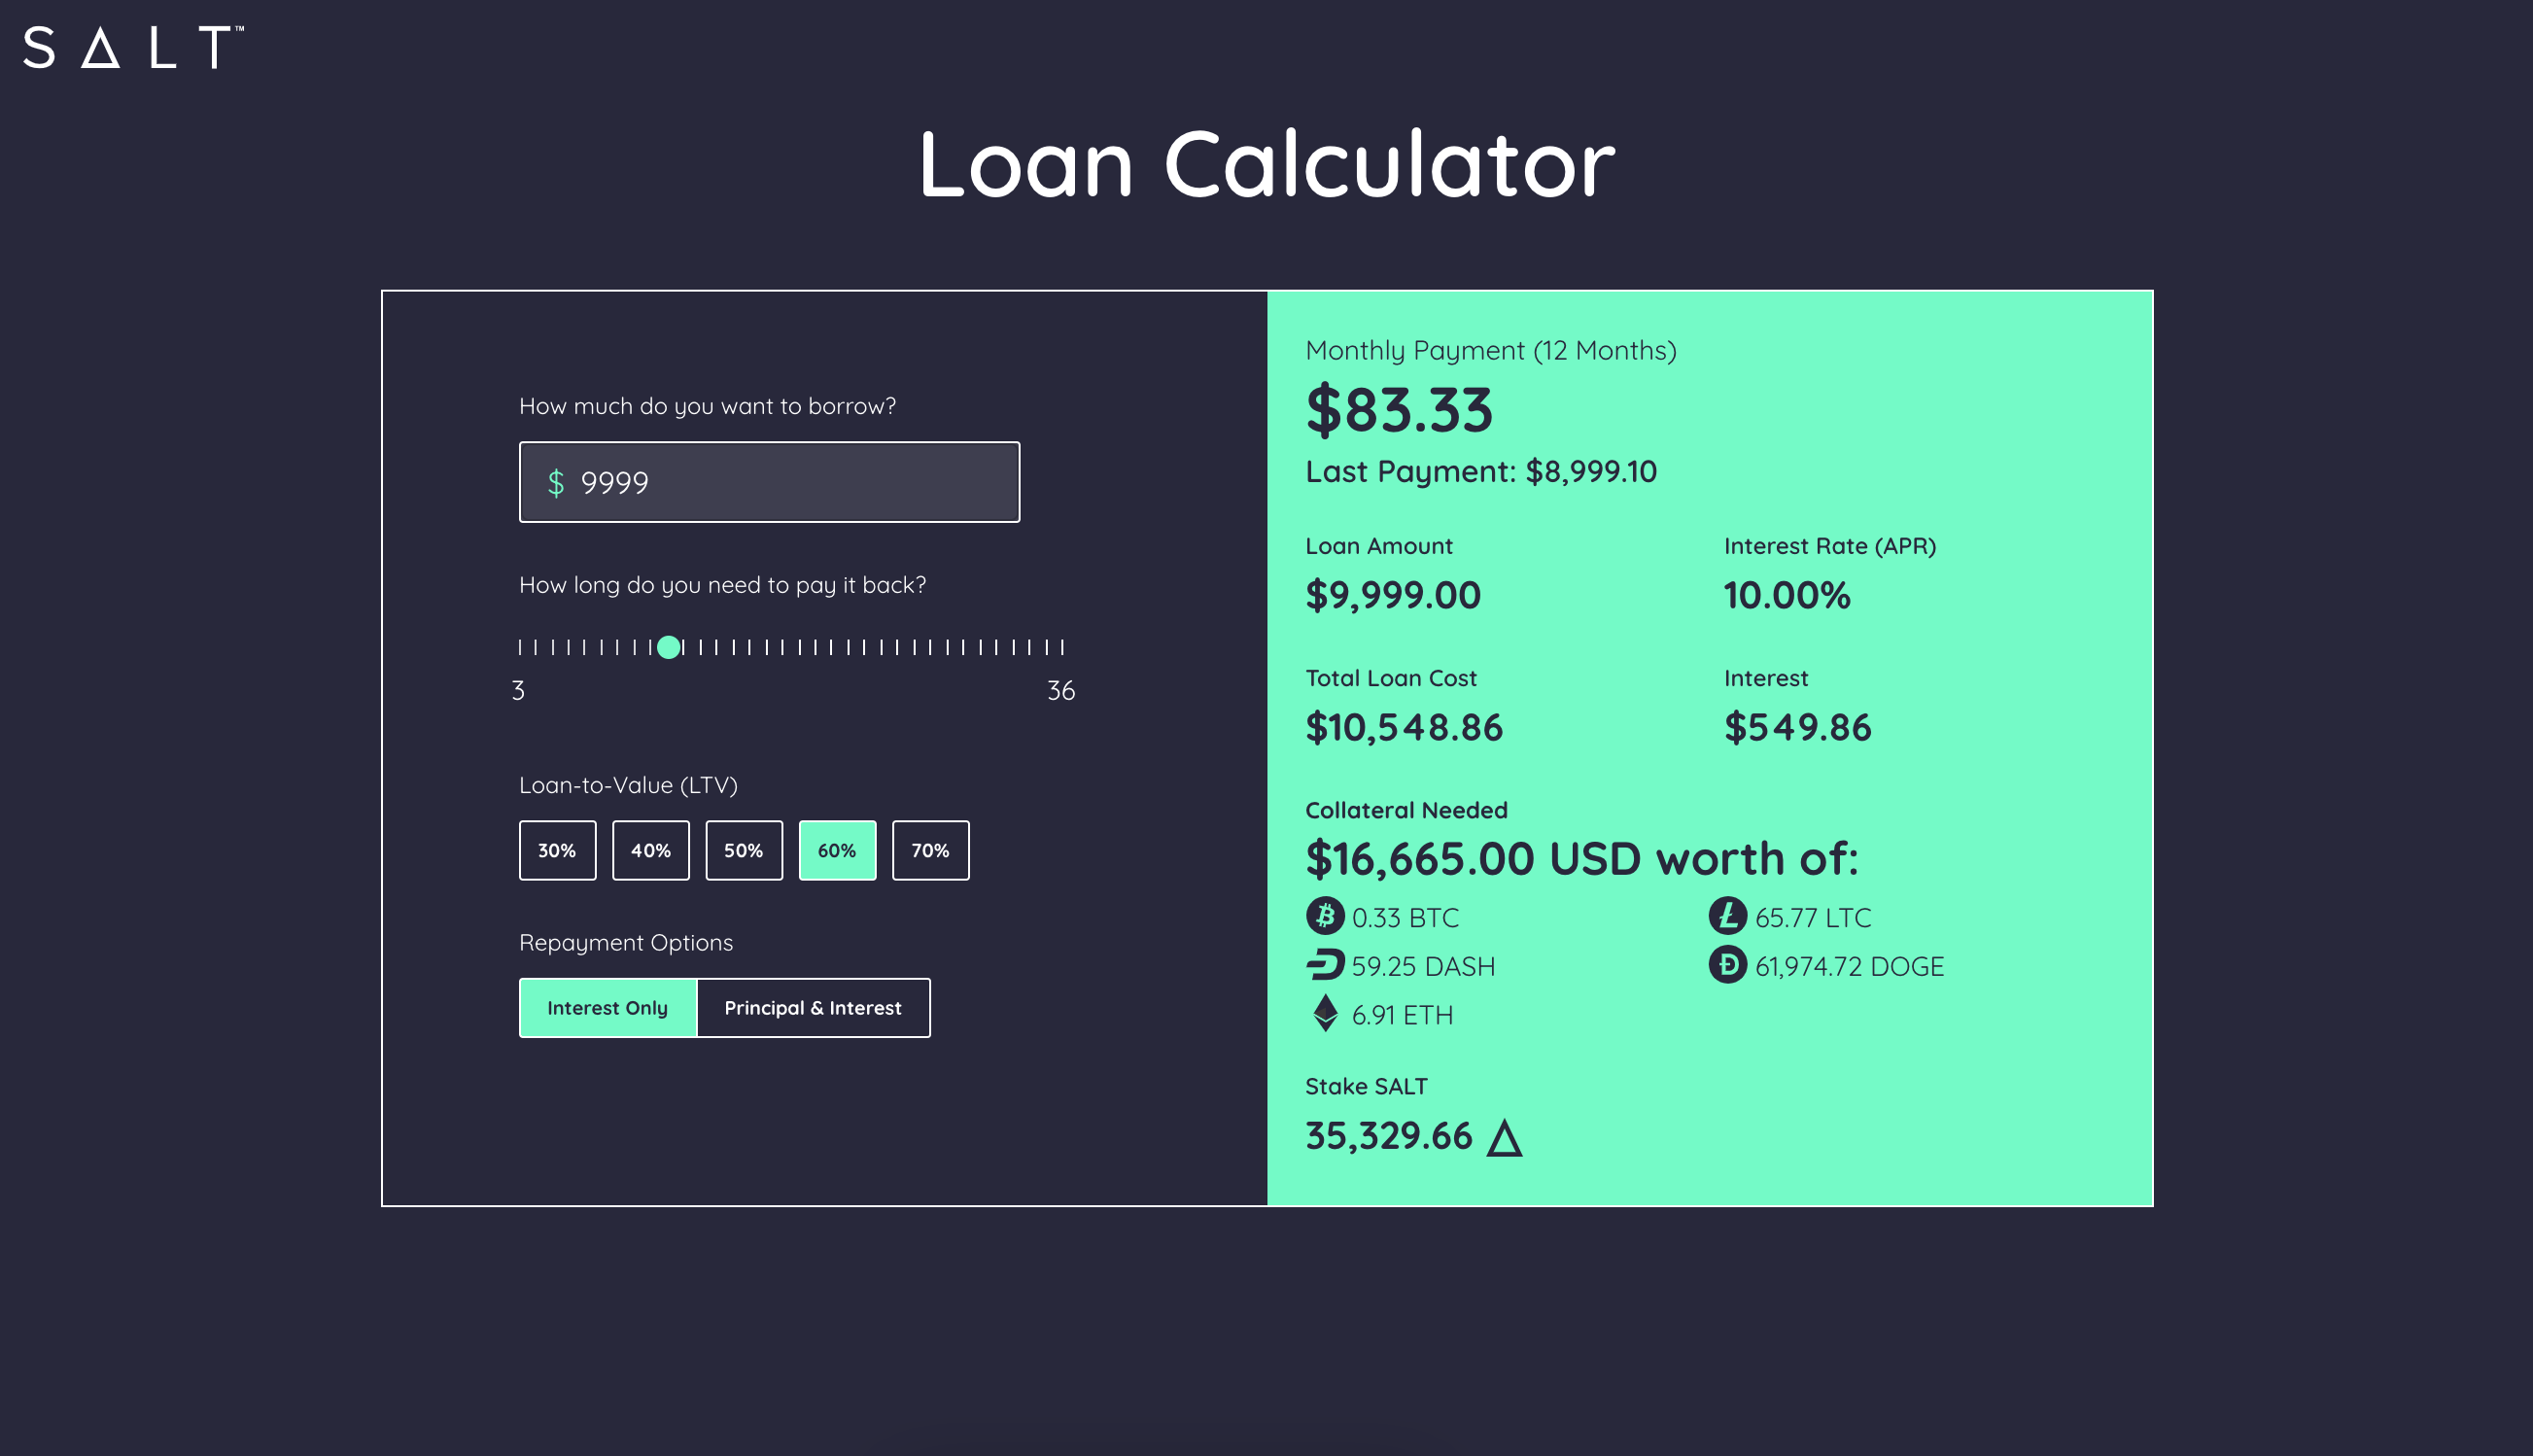 SALT™
Loan Calculator
How much do you want to borrow?
$ 9999
How long do you need to pay it back?
3 36
Loan-to-Value (LTV)
30% 40% 50% 60% 70%
Repayment Options
Interest Only Principal & Interest
Monthly Payment (12 Months)
$83.33
Last Payment: $8,999.10
Loan Amount Interest Rate (APR)
$9,999.00 10.00%
Total Loan Cost Interest
$10,548.86 $549.86
Collateral Needed
$16,665.00 USD worth of:
0.33 BTC 65.77 LTC
59.25 DASH 61,974.72 DOGE
6.91 ETH
Stake SALT
35,329.66